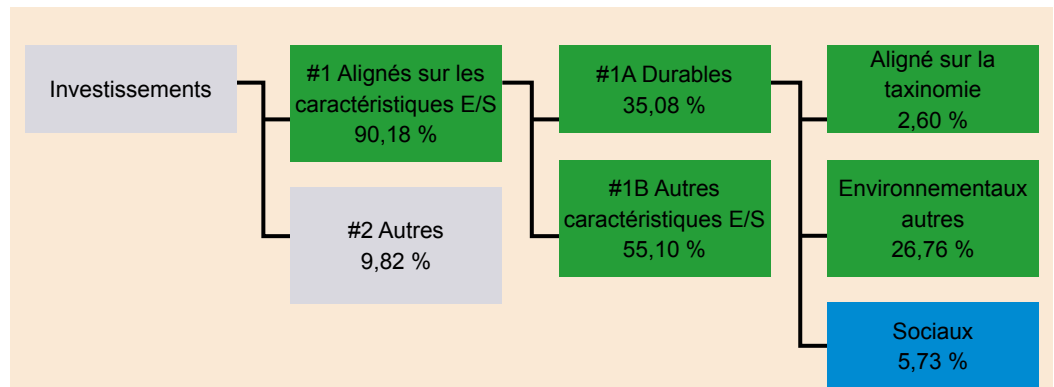 Investissements
#1 Alignés sur les
caractéristiques E/S
90,18 %
#2 Autres
9,82 %
#1A Durables
35,08 %
#1B Autres
caractéristiques E/S
55,10 %
Aligné sur la
taxinomie
2,60 %
Environnementaux
autres
26,76 %
Sociaux
5,73 %